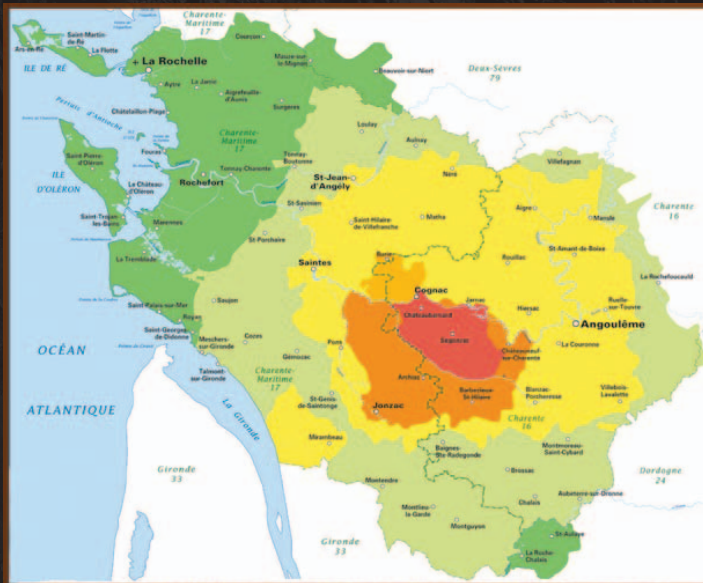 Charente-
Maritime
17
Saint-Martin-
de-Ré
Ars-en-Ré
La Flotte
Courcon
ILE DE RÉ
La Rochelle
Mauze-sur
le Mignon
Beauvoir-sur-Niort
Deux-Sèvres
79
Aytre
La Jarrie
Aigrefeuille-
d'Aunis
Châtelaillon-Plage
Surgeres
Pertuis d'Antioche
Charente-
Maritime
17
Loulay
Aulnay
Fouras
Tonnay-
Boutonne
Tonnay-Charente
Villefagnan
Saint-Pierre-
d'Oléron
ILE
D'OLÉRON
Le Château-
d'Oléron
Rochefort
St-Jean-
d'Angély
Néré
Charente
16
Saint-Trojan-
les-Bains
Marennes
St-Savinien
Saint Hilaire
de Villefranche
Matha
Aigre
Mansle
St-Porchaire
St-Amant-de-Boixe
La Tremblade
Saintes
Burie
Rouillac
La Rochefoucauld
Saujon
Cognac
Jarnac
Hiersac
Ruelle-
sur-Touvre
Saint-Palais-sur-Mer
Royan
Châteaubernard
Angoulême
Saint-Georges-
de-Didonne
Segonzac
OCÉAN
Meschers-
sur-Gironde
Cozes
Pons
Châteauneuf-
sur-Charente
La Couronne
Talmont-
sur-Gironde
Gémozac
Charente-
Maritime
17
Archiac
Barbezieux-
St-Hilaire
Blanzac-
Porcheresse
Villebois-
Lavalette
ATLANTIQUE
La Gironde
St-Genis-
de-Saintonge
Jonzac
Charente
16
Mirambeau
Baignes-
Ste-Radegonde
Montmoreau-
Saint-Cybard
Gironde
33
Brossac
Dordogne
24
Montendre
Chalais
Aubeterre-sur-Dronne
Montlieu
la Garde
Montguyon
Gironde
33
St-Aulaye
La Roche-
Chalais